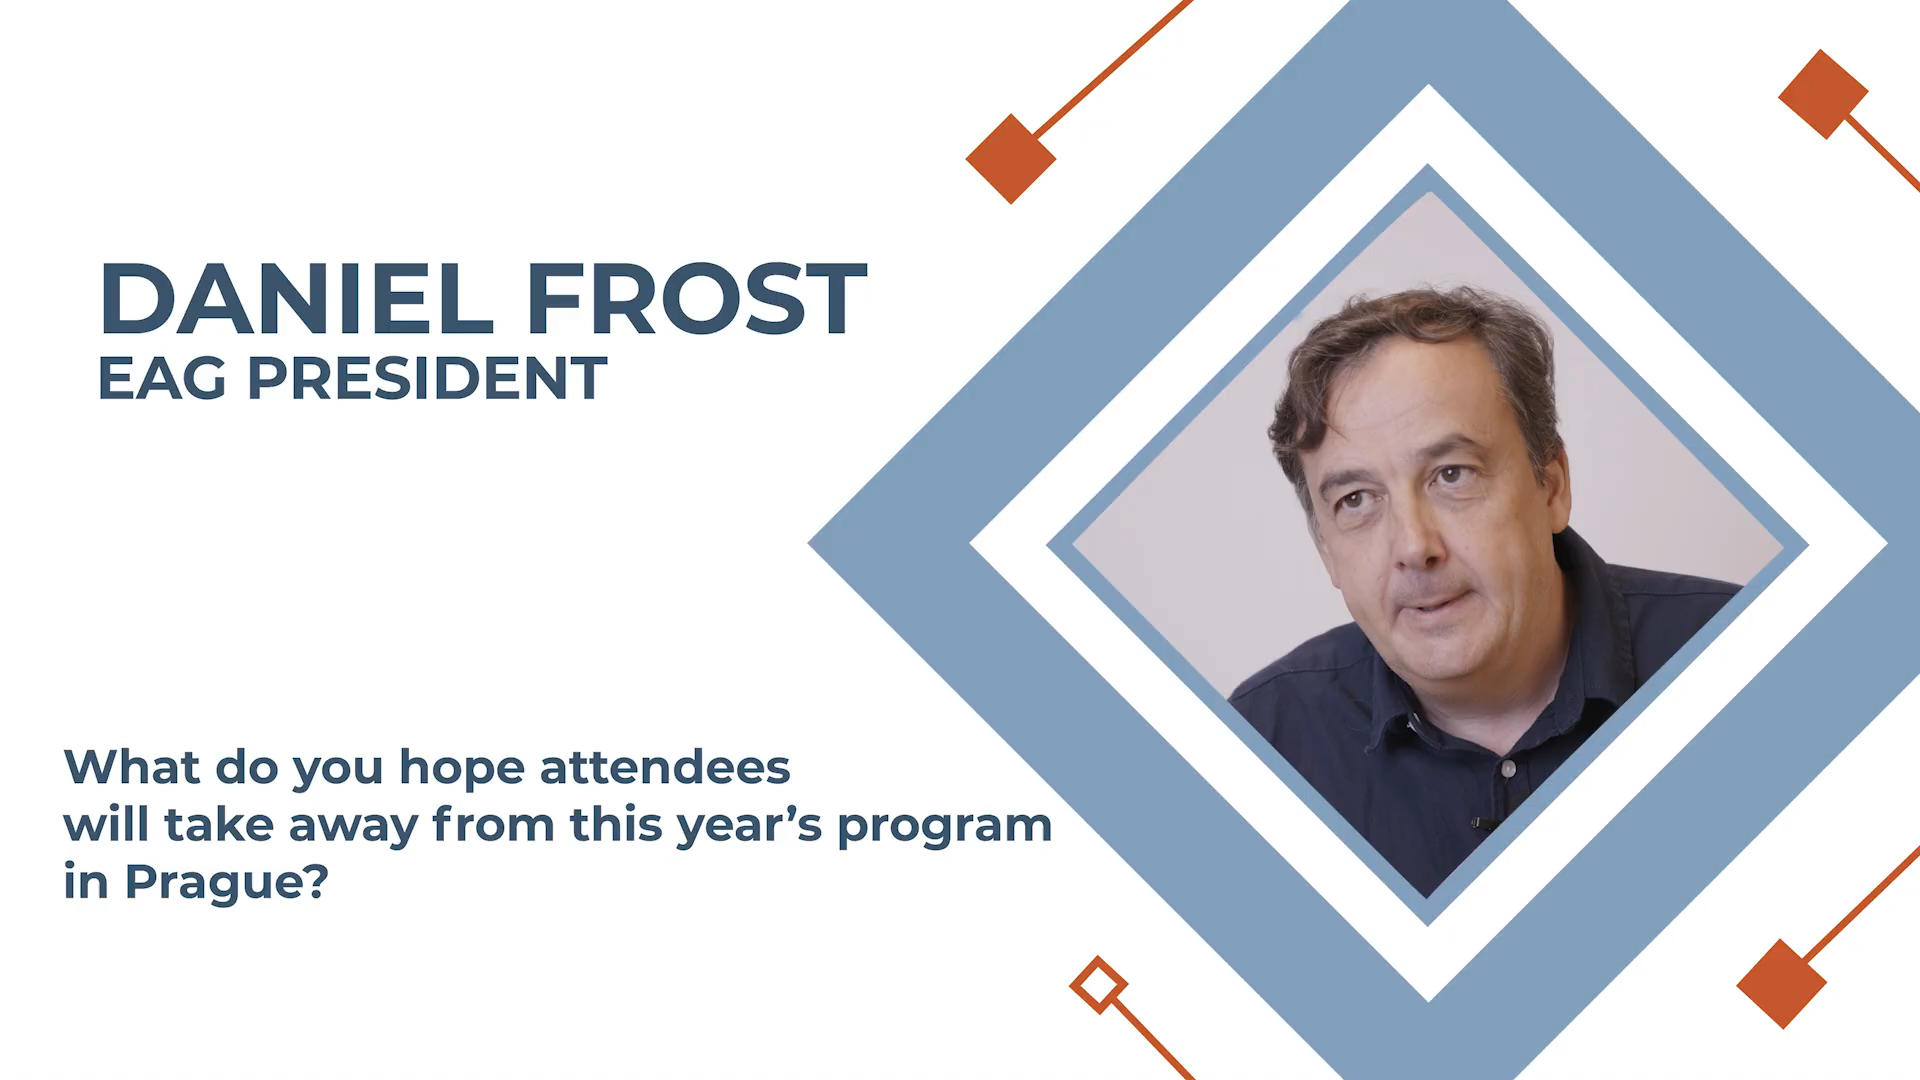 DANIEL FROST
EAG PRESIDENT
What do you hope attendees
will take away from this year’s program
in Prague?